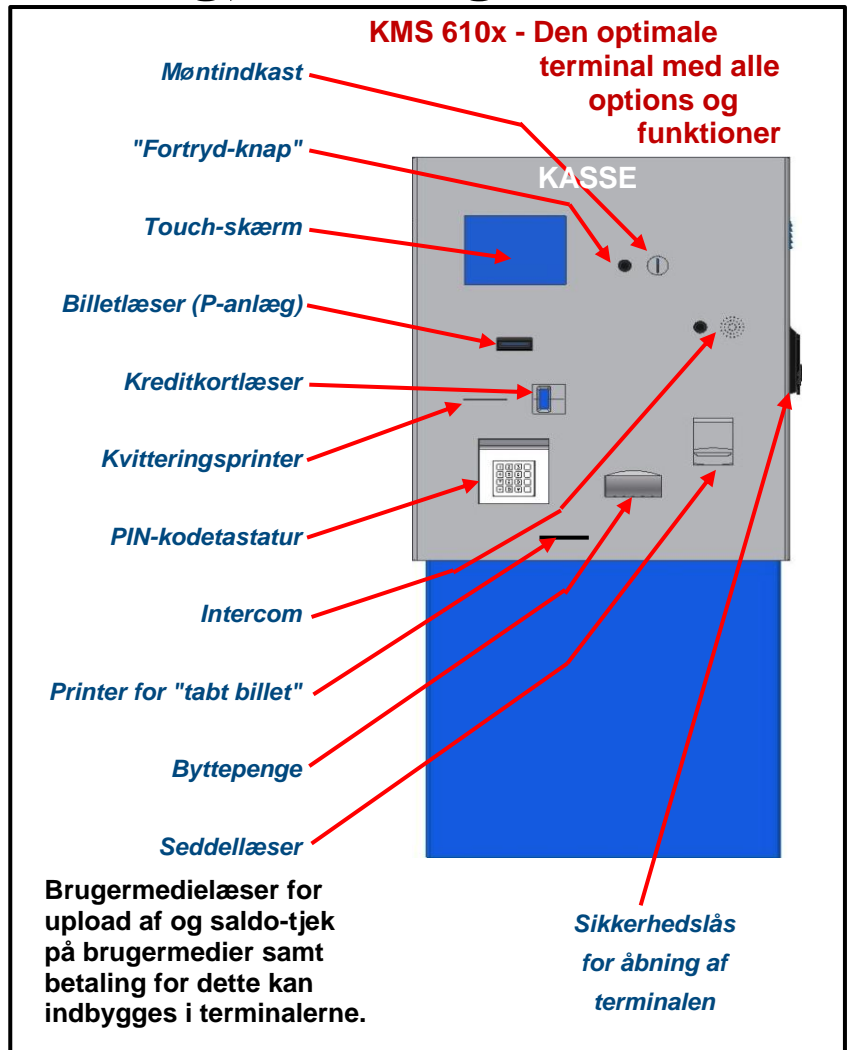 KMS 610x - Den optimale
terminal med alle
options og
funktioner
Møntindkast
"Fortryd-knap"
KASSE
Touch-skærm
Billetlæser (P-anlæg)
Kreditkortlæser
Kvitteringsprinter
PIN-kodetastatur
Intercom
Printer for "tabt billet"
Byttepenge
Seddellæser
Brugermedielæser for
upload af og saldo-tjek
på brugermedier samt
betaling for dette kan
indbygges i terminalerne.
Sikkerhedslås
for åbning af
terminalen